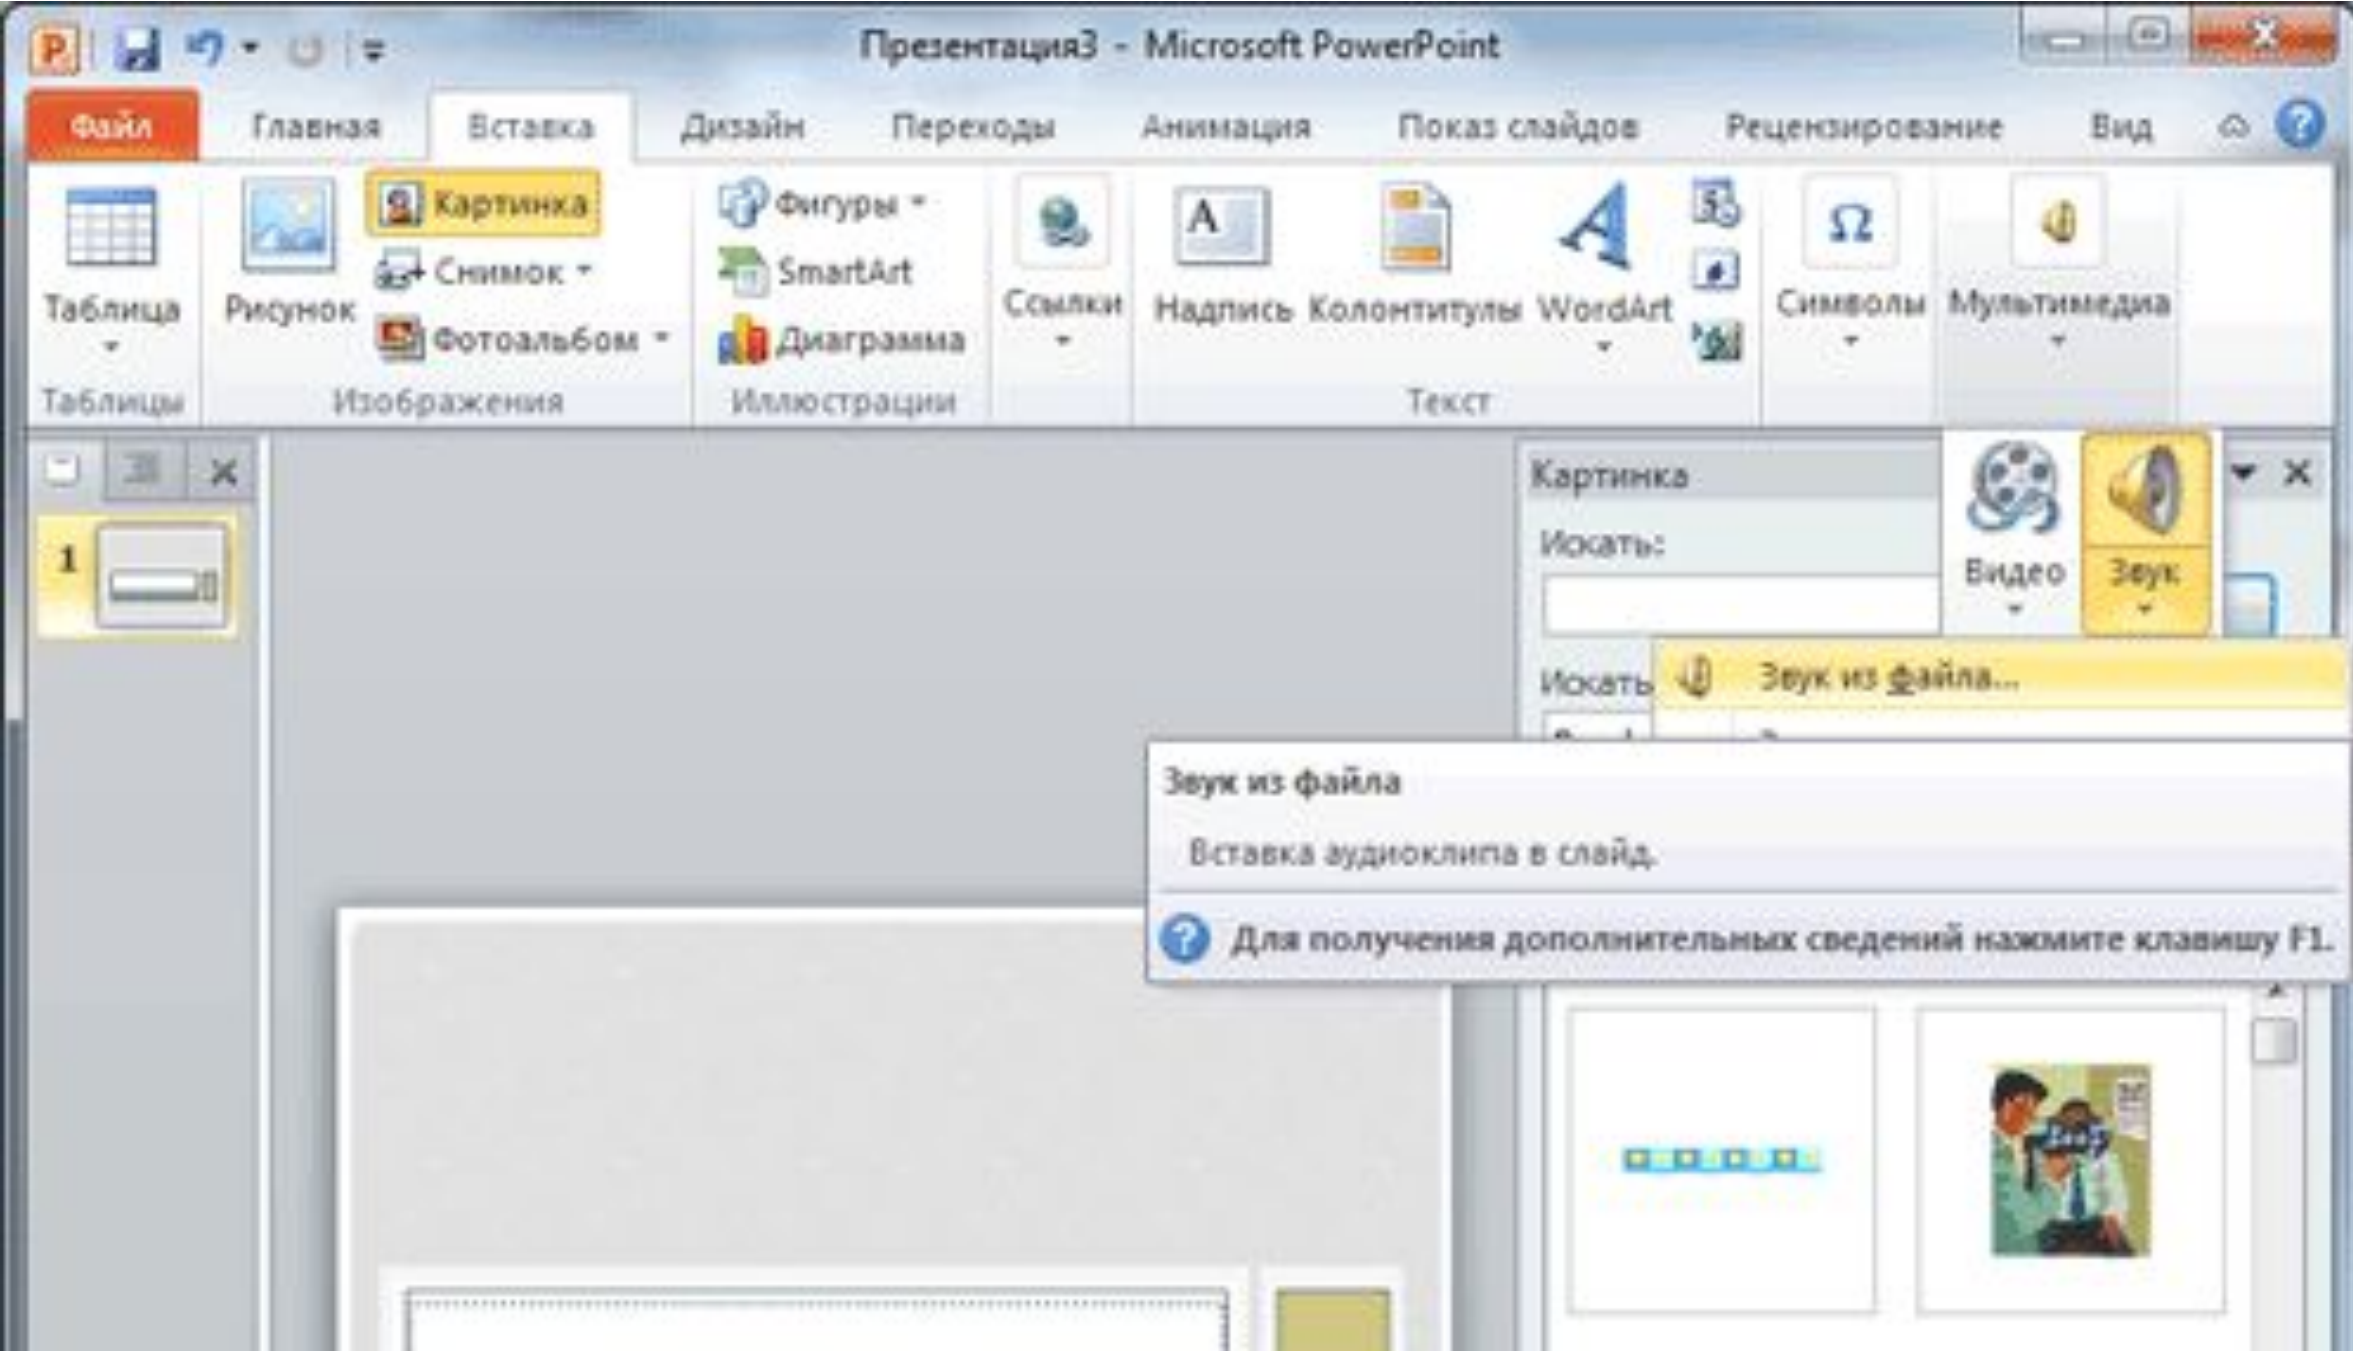 Презентация3 - Microsoft PowerPoint
Файл Главная Вставка Дизайн Переходы Анимация Показ слайдов Рецензирование Вид
Таблица
Таблицы
Рисунок
Картинка
Снимок
Фотоальбом
Изображения
Фигуры
SmartArt
Диаграмма
Иллюстрации
Ссылки
Надпись Колонтитулы WordArt
Текст
Символы
Мультимедиа
1
Картинка
Искать:
Видео
Звук
Искать
Звук из файла...
Звук из файла
Вставка аудиоклипа в слайд.
Для получения дополнительных сведений нажмите клавишу F1.